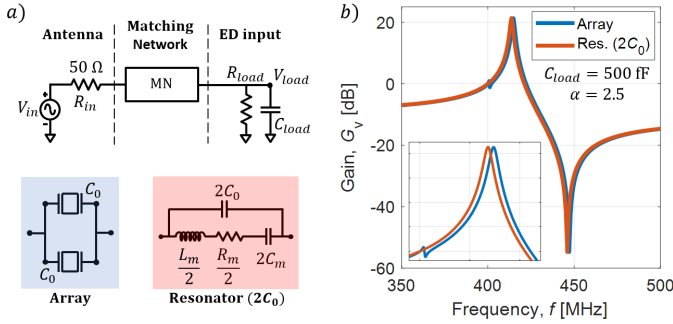 a)
Antenna
Matching
Network
ED input
50 Ω
MN
R_load
V_load
V_in
R_in
C_load
C_0
C_0
Array
2C_0
L_m/2
R_m/2
2C_m
Resonator (2C_0)
b)
Array
Res. (2C_0)
C_load = 500 fF
α = 2.5
Gain, G_v [dB]
20
0
-20
-40
-60
350
400
450
500
Frequency, f [MHz]